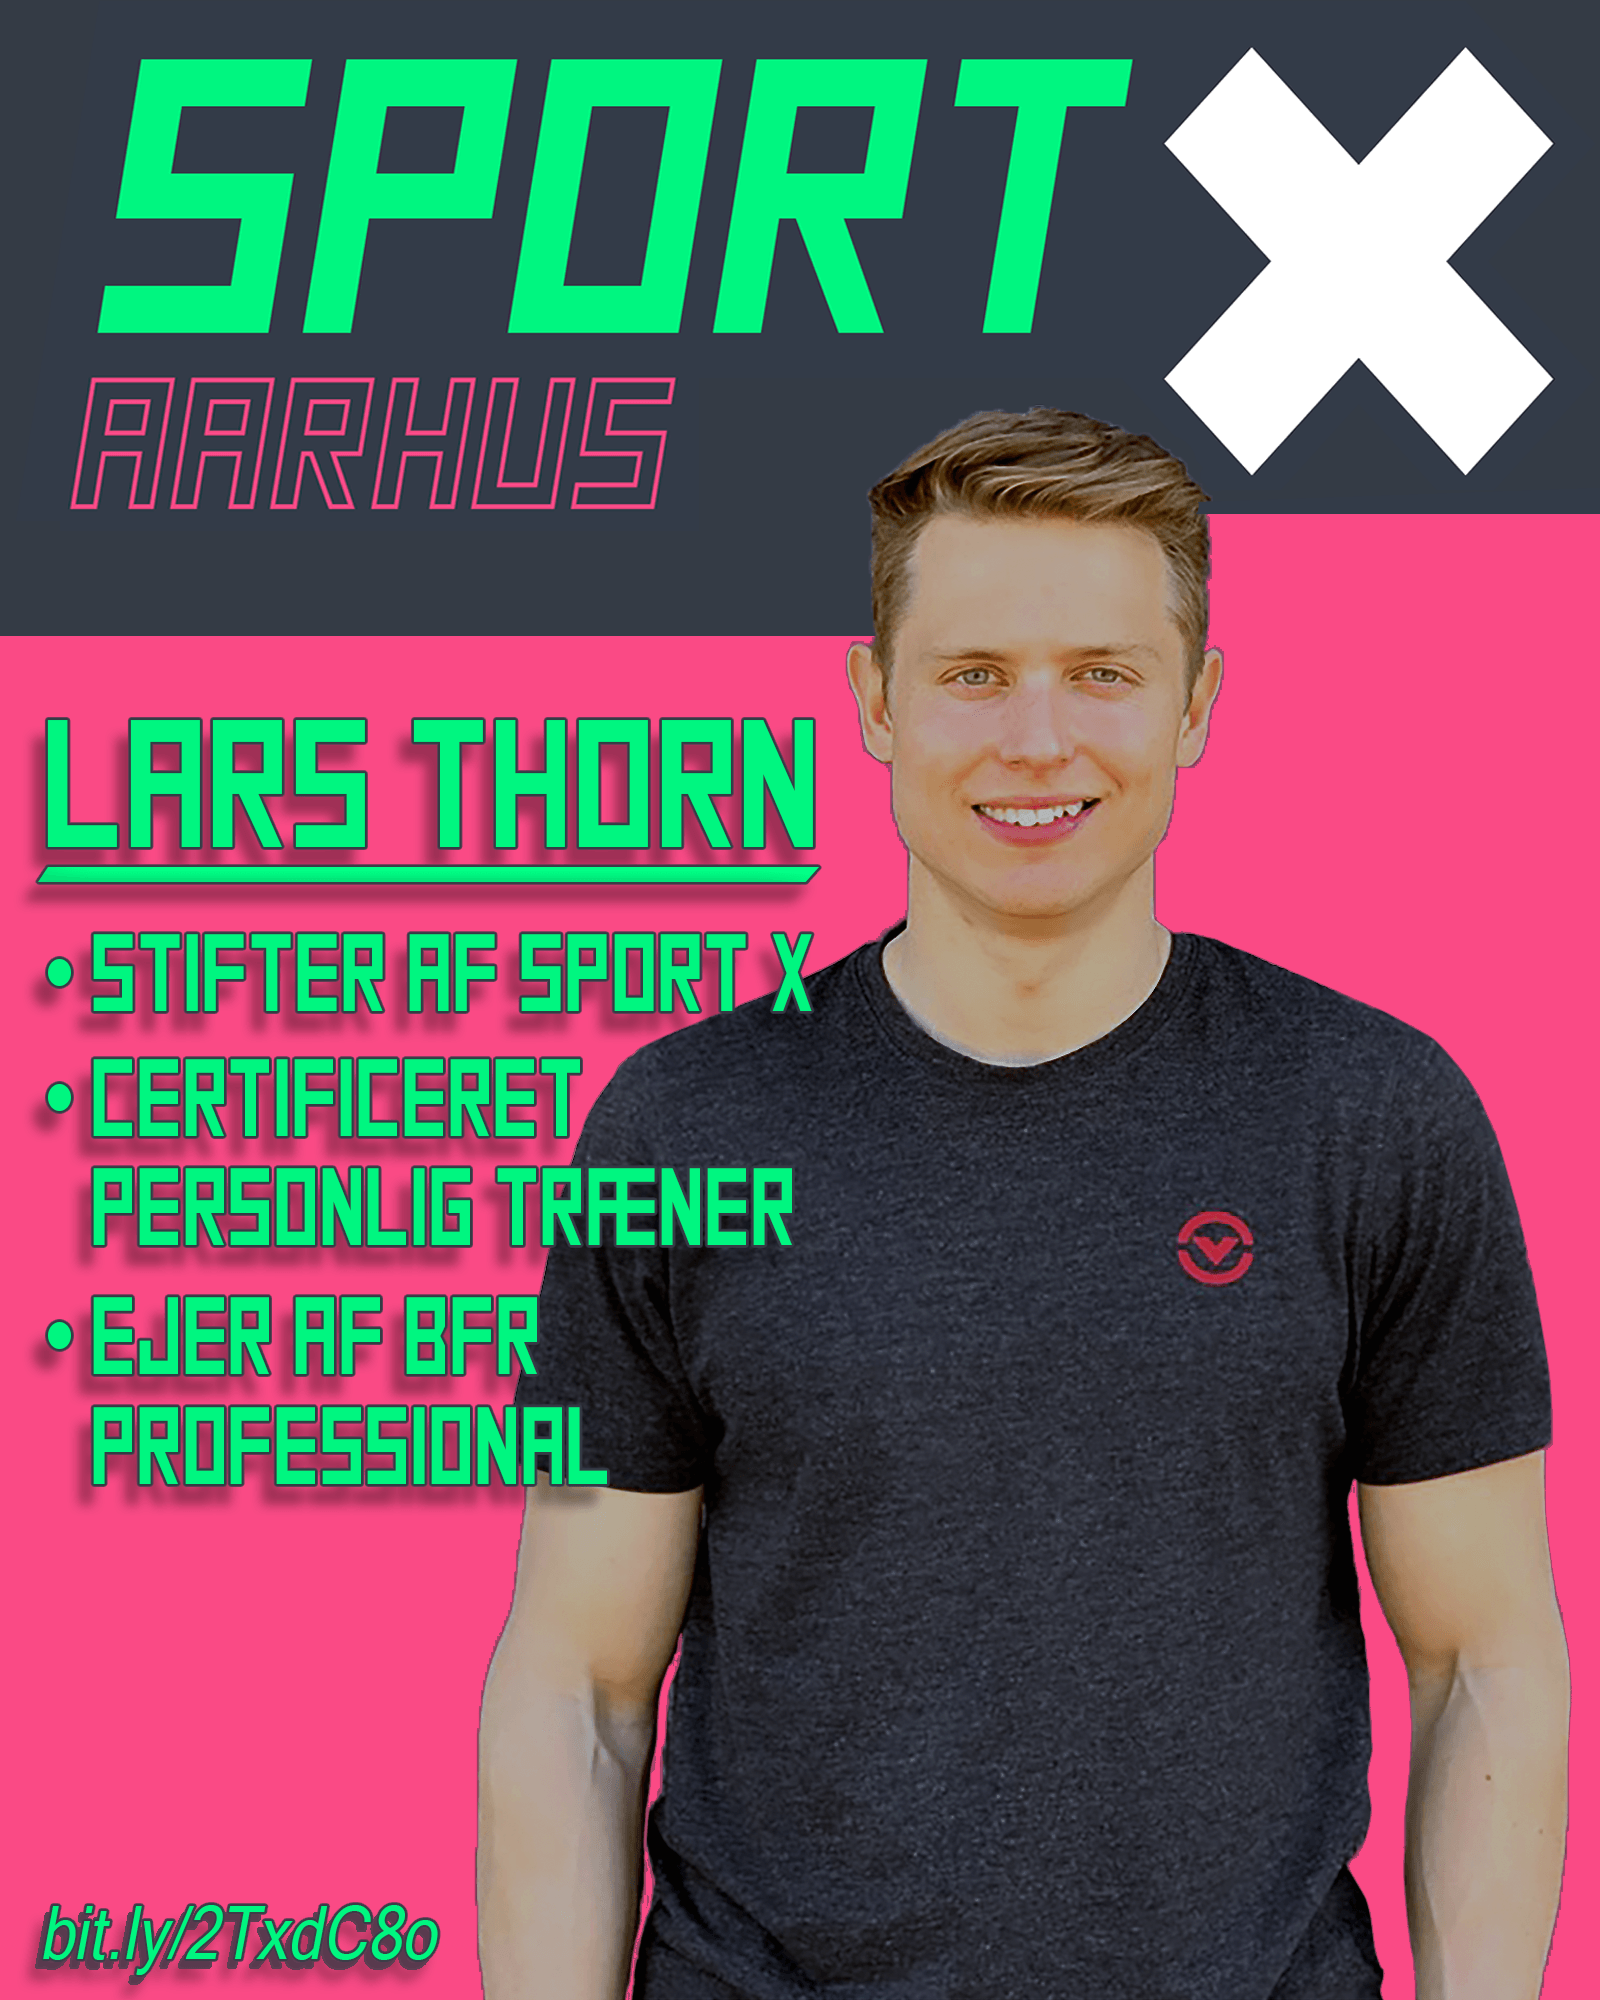 SPORT X
AARHUS
LARS THORN
• STIFTER AF SPORT X
• CERTIFICERET
PERSONLIG TRÆNER
• EJER AF BFR
PROFESSIONAL
bit.ly/2TxdC8o